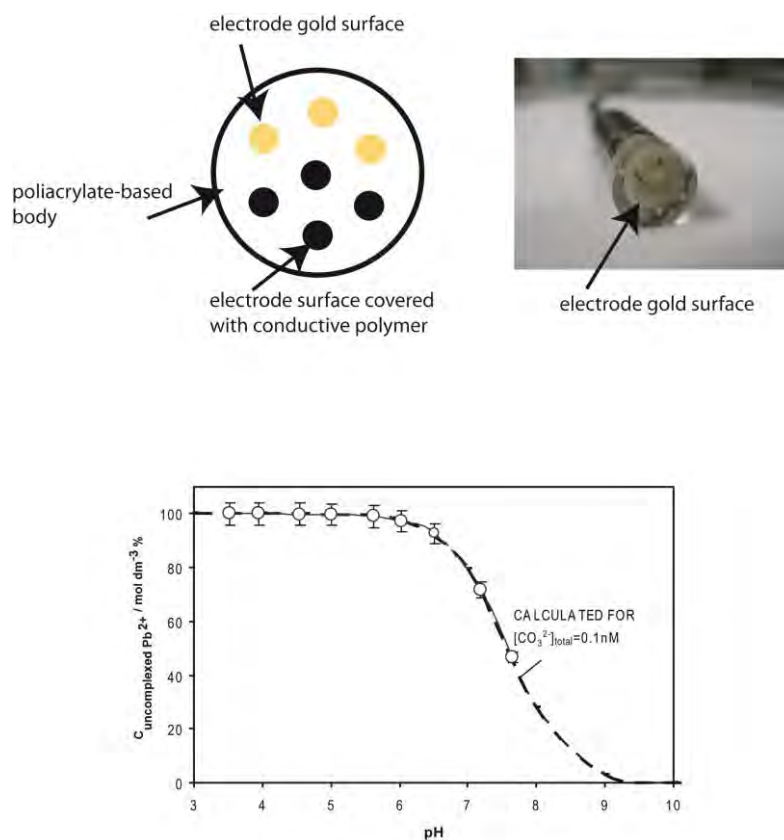 electrode gold surface
poliacrylate-based
body
electrode surface covered
with conductive polymer
electrode gold surface
C uncomplexed Pb2+ / mol dm-3 %
100
80
60
40
20
0
CALCULATED FOR
[CO32-]total=0.1nM
3 4 5 6 7 8 9 10
pH